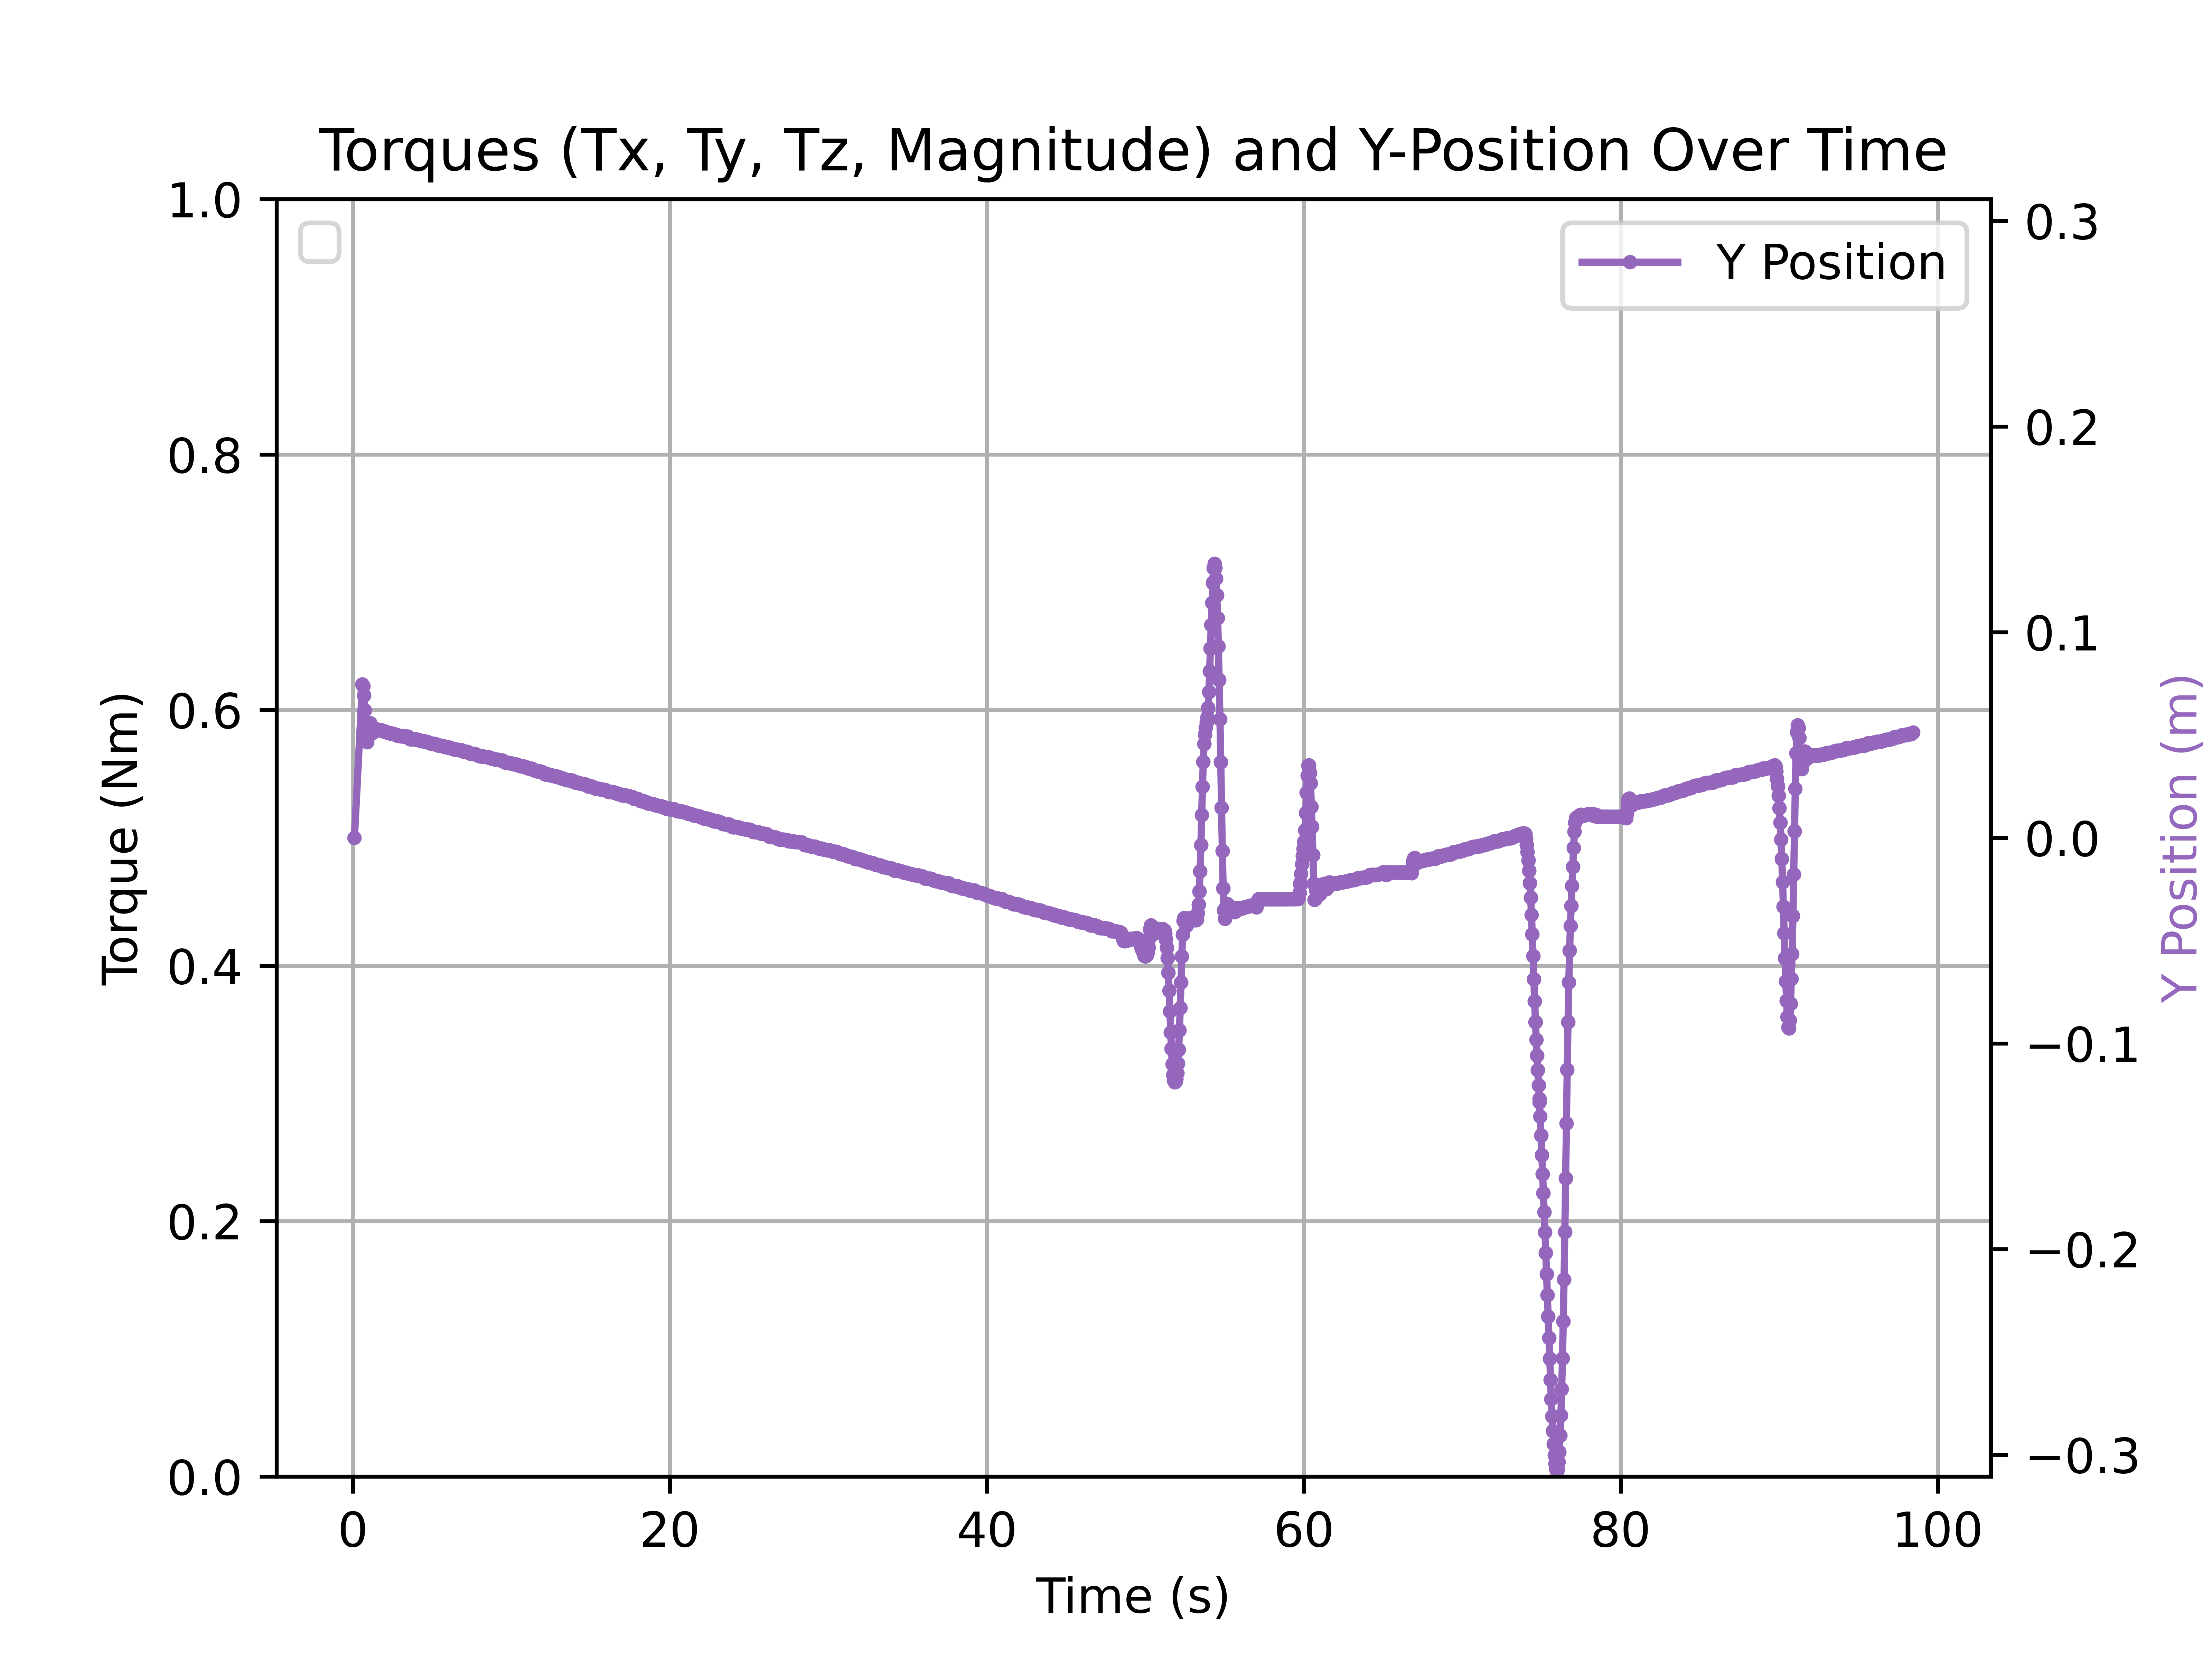 Torques (Tx, Ty, Tz, Magnitude) and Y-Position Over Time
Y Position
1.0
0.8
0.6
0.4
0.2
0.0
Torque (Nm)
0.3
0.2
0.1
0.0
−0.1
−0.2
−0.3
Y Position (m)
0 20 40 60 80 100
Time (s)